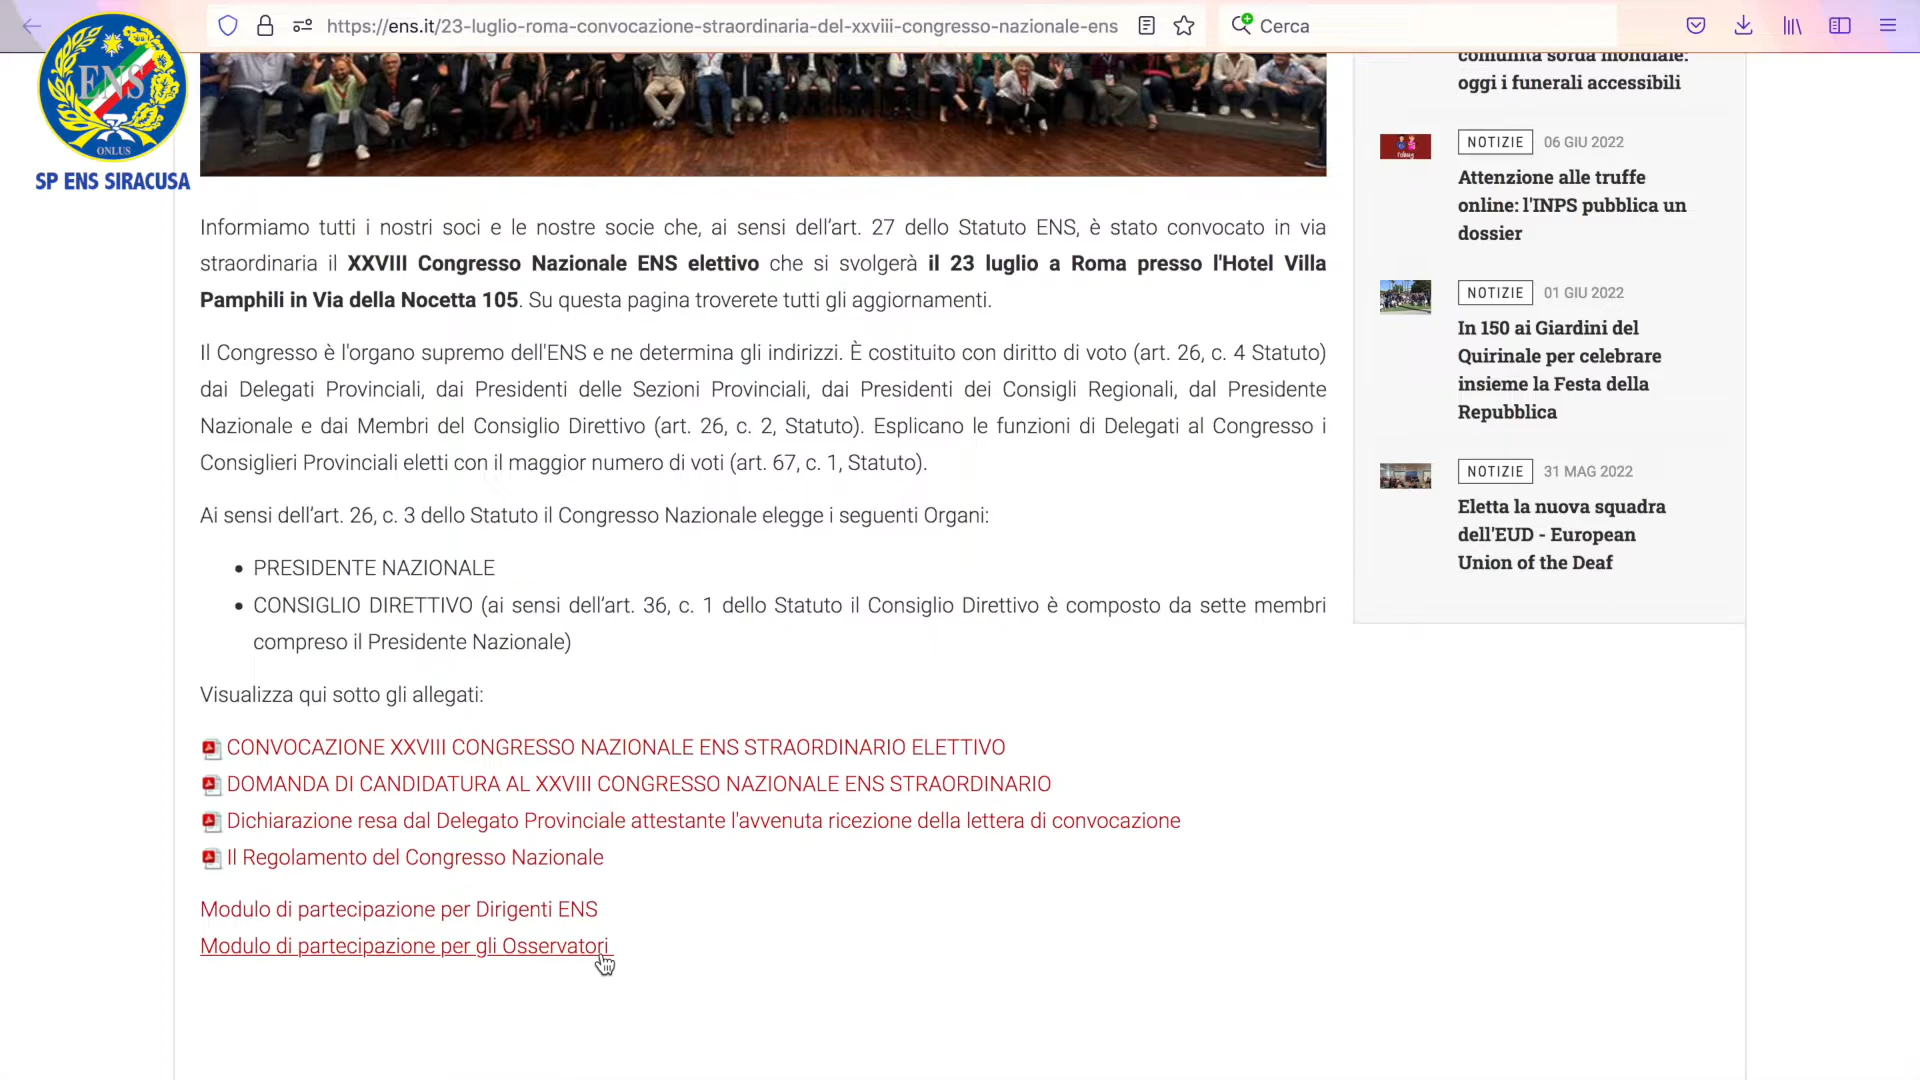 https://ens.it/23-luglio-roma-convocazione-straordinaria-del-xxviii-congresso-nazionale-ens
Cerca
ENS
ONLUS
SP ENS SIRACUSA
Informiamo tutti i nostri soci e le nostre socie che, ai sensi dell’art. 27 dello Statuto ENS, è stato convocato in via
straordinaria il XXVIII Congresso Nazionale ENS elettivo che si svolgerà il 23 luglio a Roma presso l'Hotel Villa
Pamphili in Via della Nocetta 105. Su questa pagina troverete tutti gli aggiornamenti.
Il Congresso è l'organo supremo dell'ENS e ne determina gli indirizzi. È costituito con diritto di voto (art. 26, c. 4 Statuto)
dai Delegati Provinciali, dai Presidenti delle Sezioni Provinciali, dai Presidenti dei Consigli Regionali, dal Presidente
Nazionale e dai Membri del Consiglio Direttivo (art. 26, c. 2, Statuto). Esplicano le funzioni di Delegati al Congresso i
Consiglieri Provinciali eletti con il maggior numero di voti (art. 67, c. 1, Statuto).
Ai sensi dell’art. 26, c. 3 dello Statuto il Congresso Nazionale elegge i seguenti Organi:
• PRESIDENTE NAZIONALE
• CONSIGLIO DIRETTIVO (ai sensi dell’art. 36, c. 1 dello Statuto il Consiglio Direttivo è composto da sette membri
compreso il Presidente Nazionale)
Visualizza qui sotto gli allegati:
CONVOCAZIONE XXVIII CONGRESSO NAZIONALE ENS STRAORDINARIO ELETTIVO
DOMANDA DI CANDIDATURA AL XXVIII CONGRESSO NAZIONALE ENS STRAORDINARIO
Dichiarazione resa dal Delegato Provinciale attestante l'avvenuta ricezione della lettera di convocazione
Il Regolamento del Congresso Nazionale
Modulo di partecipazione per Dirigenti ENS
Modulo di partecipazione per gli Osservatori
comunità sorda mondiale:
oggi i funerali accessibili
NOTIZIE 06 GIU 2022
Attenzione alle truffe
online: l'INPS pubblica un
dossier
NOTIZIE 01 GIU 2022
In 150 ai Giardini del
Quirinale per celebrare
insieme la Festa della
Repubblica
NOTIZIE 31 MAG 2022
Eletta la nuova squadra
dell'EUD - European
Union of the Deaf